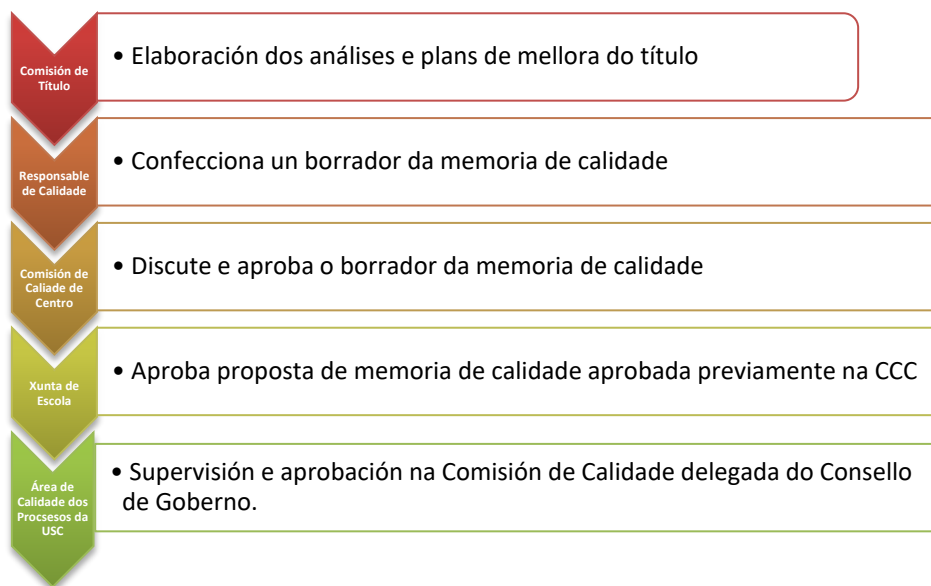 Comisión de
Título
• Elaboración dos análises e plans de mellora do título
Responsable
de Calidade
• Confecciona un borrador da memoria de calidade
Comisión de
Caliade de
Centro
• Discute e aproba o borrador da memoria de calidade
Xunta de
Escola
• Aproba proposta de memoria de calidade aprobada previamente na CCC
Área de
Calidade dos
Procsesos da
USC
• Supervisión e aprobación na Comisión de Calidade delegada do Consello
de Goberno.